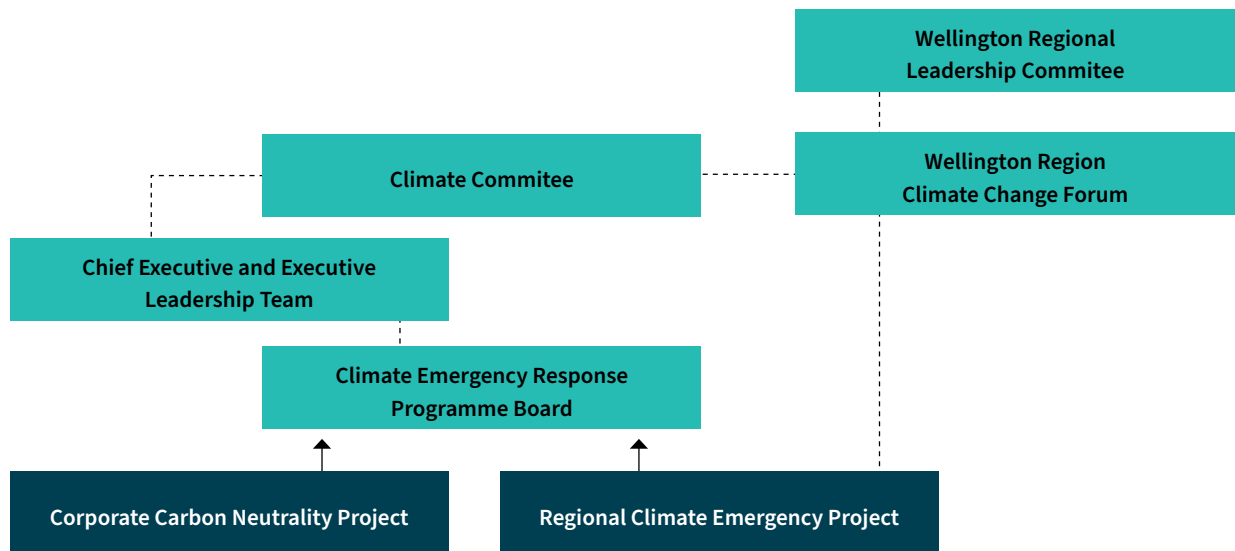 Wellington Regional
Leadership Commitee
Climate Commitee
Wellington Region
Climate Change Forum
Chief Executive and Executive
Leadership Team
Climate Emergency Response
Programme Board
Corporate Carbon Neutrality Project
Regional Climate Emergency Project